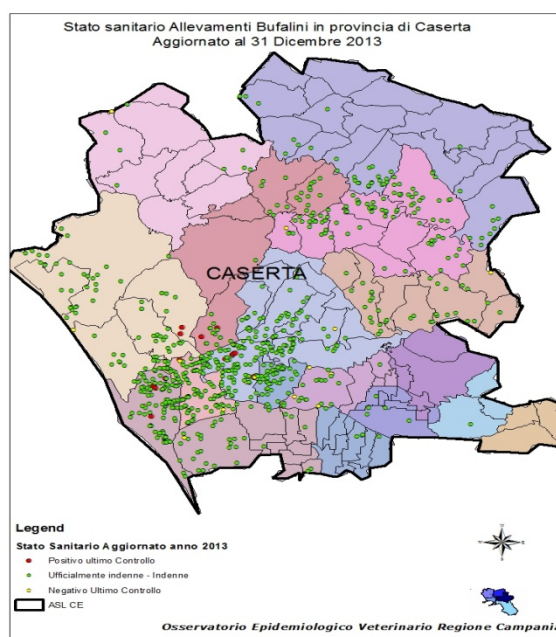 Stato sanitario Allevamenti Bufalini in provincia di Caserta
Aggiornato al 31 Dicembre 2013
CASERTA
Legend
Stato Sanitario Aggiornato anno 2013
Positivo ultimo Controllo
Ufficialmente indenne - Indenne
Negativo Ultimo Controllo
ASL CE
Osservatorio Epidemiologico Veterinario Regione Campania